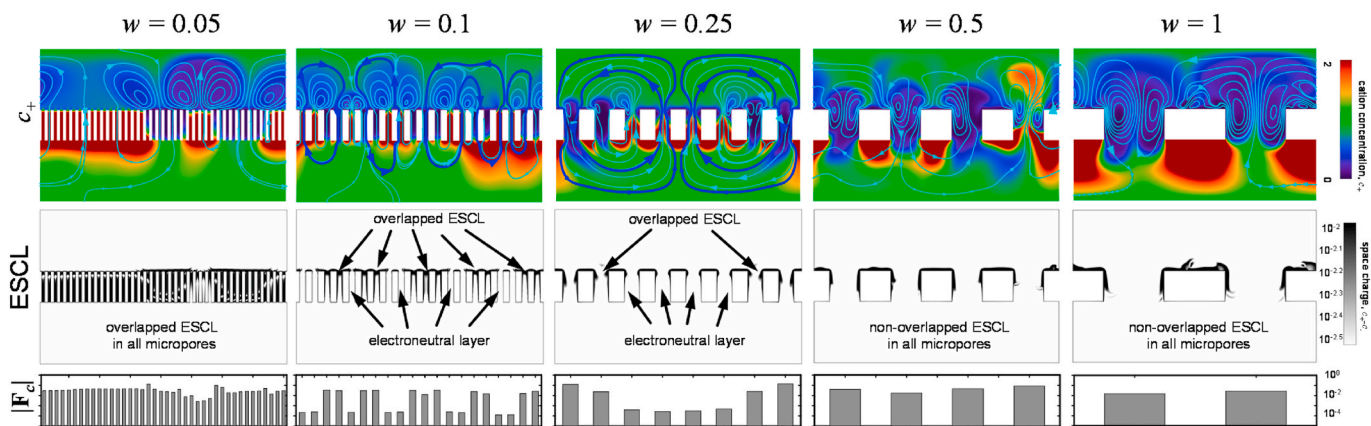 w = 0.05
w = 0.1
w = 0.25
w = 0.5
w = 1
c₊
2
0
cation concentration, c₊
ESCL
overlapped ESCL
in all micropores
overlapped ESCL
electroneutral layer
overlapped ESCL
electroneutral layer
non-overlapped ESCL
in all micropores
non-overlapped ESCL
in all micropores
10⁻²
10⁻²·¹
10⁻²·²
10⁻²·³
10⁻²·⁴
10⁻²·⁵
space charge, c₊-c₋
|F_c|
10⁰
10⁻²
10⁻⁴